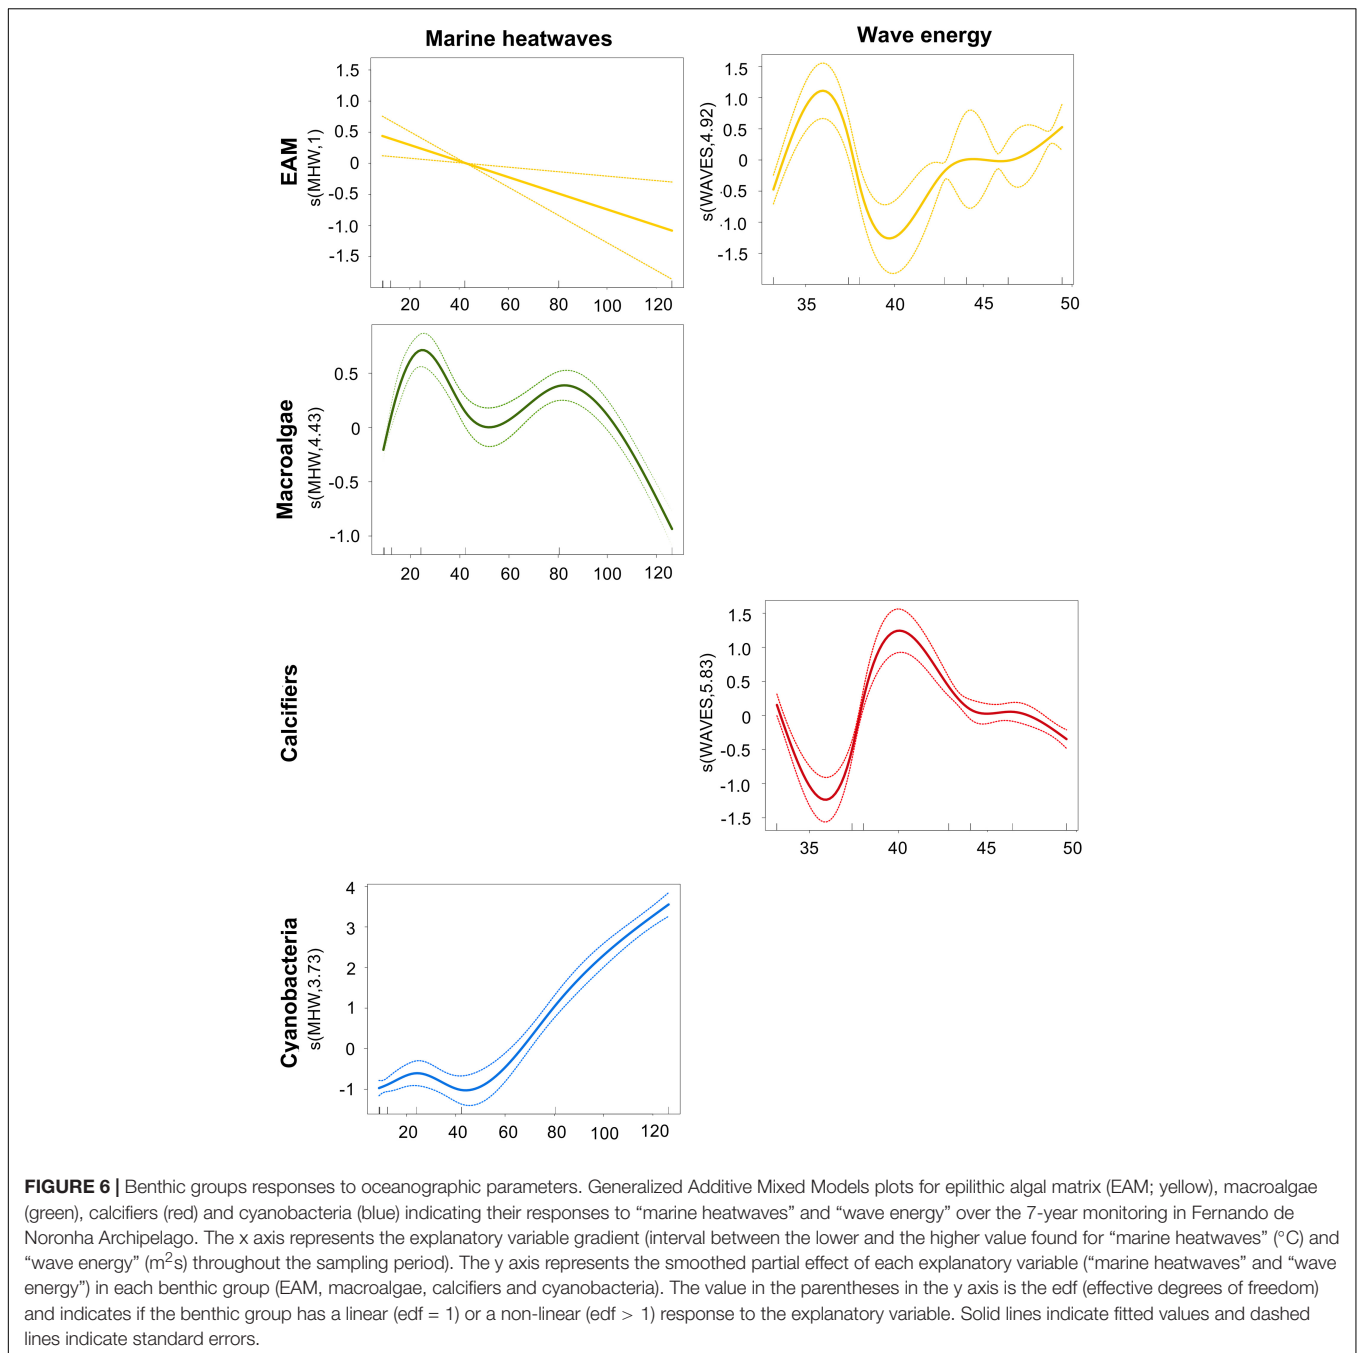 Marine heatwaves
Wave energy
EAM
s(MHW,1)
1.5
1.0
0.5
0
-0.5
-1.0
-1.5
20 40 60 80 100 120
s(WAVES,4.92)
1.5
1.0
0.5
0
-0.5
-1.0
-1.5
35 40 45 50
Macroalgae
s(MHW,4.43)
0.5
0
-0.5
-1.0
20 40 60 80 100 120
Calcifiers
s(WAVES,5.83)
1.5
1.0
0.5
0
-0.5
-1.0
-1.5
35 40 45 50
Cyanobacteria
s(MHW,3.73)
4
3
2
1
0
-1
20 40 60 80 100 120
FIGURE 6 | Benthic groups responses to oceanographic parameters. Generalized Additive Mixed Models plots for epilithic algal matrix (EAM; yellow), macroalgae
(green), calcifiers (red) and cyanobacteria (blue) indicating their responses to “marine heatwaves” and “wave energy” over the 7-year monitoring in Fernando de
Noronha Archipelago. The x axis represents the explanatory variable gradient (interval between the lower and the higher value found for “marine heatwaves” (°C) and
“wave energy” (m²s) throughout the sampling period). The y axis represents the smoothed partial effect of each explanatory variable (“marine heatwaves” and “wave
energy”) in each benthic group (EAM, macroalgae, calcifiers and cyanobacteria). The value in the parentheses in the y axis is the edf (effective degrees of freedom)
and indicates if the benthic group has a linear (edf = 1) or a non-linear (edf > 1) response to the explanatory variable. Solid lines indicate fitted values and dashed
lines indicate standard errors.